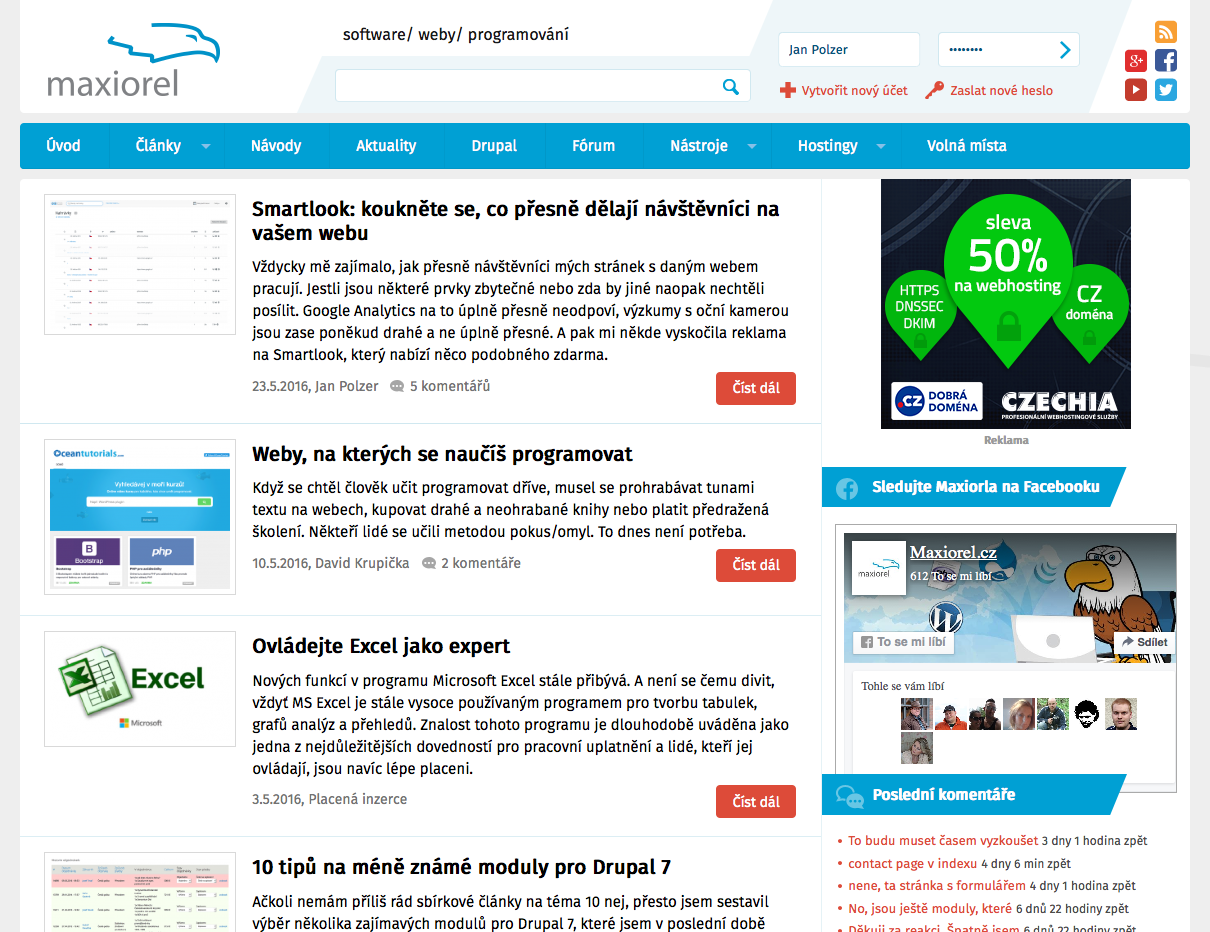 maxiorel
software/ weby/ programování
Jan Polzer
••••••••
Vytvořit nový účet
Zaslat nové heslo
Úvod
Články
Návody
Aktuality
Drupal
Fórum
Nástroje
Hostingy
Volná místa
Smartlook: koukněte se, co přesně dělají návštěvníci na
vašem webu
Vždycky mě zajímalo, jak přesně návštěvníci mých stránek s daným webem
pracují. Jestli jsou některé prvky zbytečné nebo zda by jiné naopak nechtěli
posílit. Google Analytics na to úplně přesně neodpoví, výzkumy s oční kamerou
jsou zase poněkud drahé a ne úplně přesné. A pak mi někde vyskočila reklama
na Smartlook, který nabízí něco podobného zdarma.
23.5.2016, Jan Polzer
5 komentářů
Číst dál
Oceantutorials
Vyhledávej v moři kurzů!
B
Bootstrap
php
Weby, na kterých se naučíš programovat
Když se chtěl člověk učit programovat dříve, musel se prohrabávat tunami
textu na webech, kupovat drahé a neohrabané knihy nebo platit předražená
školení. Někteří lidé se učili metodou pokus/omyl. To dnes není potřeba.
10.5.2016, David Krupička
2 komentáře
Číst dál
Excel
Microsoft
Ovládejte Excel jako expert
Nových funkcí v programu Microsoft Excel stále přibývá. A není se čemu divit,
vždyť MS Excel je stále vysoce používaným programem pro tvorbu tabulek,
grafů analýz a přehledů. Znalost tohoto programu je dlouhodobě uváděna jako
jedna z nejdůležitějších dovedností pro pracovní uplatnění a lidé, kteří jej
ovládají, jsou navíc lépe placeni.
3.5.2016, Placená inzerce
Číst dál
10 tipů na méně známé moduly pro Drupal 7
Ačkoli nemám příliš rád sbírkové články na téma 10 nej, přesto jsem sestavil
výběr několika zajímavých modulů pro Drupal 7, které jsem v poslední době
sleva
50%
na webhosting
HTTPS
DNSSEC
DKIM
CZ
doména
.CZ
DOBRÁ
DOMÉNA
CZECHIA
PROFESIONÁLNÍ WEBHOSTINGOVÉ SLUŽBY
Reklama
Sledujte Maxiorla na Facebooku
maxiorel
Maxiorel.cz
612 To se mi líbí
To se mi líbí
Sdílet
Tohle se vám líbí
Poslední komentáře
• To budu muset časem vyzkoušet 3 dny 1 hodina zpět
• contact page v indexu 4 dny 6 min zpět
• nene, ta stránka s formulářem 4 dny 1 hodina zpět
• No, jsou ještě moduly, které 6 dnů 22 hodiny zpět
• Děkuji za reakci. Špatně jsem 6 dnů 22 hodiny zpět